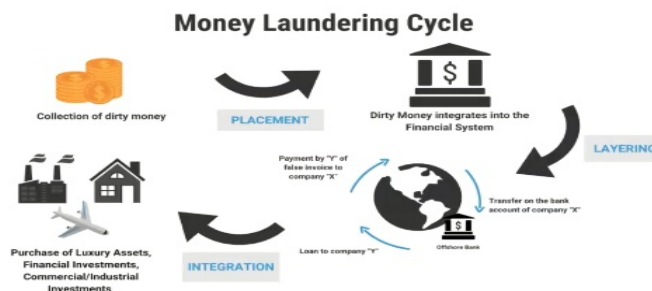 Money Laundering Cycle
$
$
Collection of dirty money
PLACEMENT
Dirty Money integrates into the
Financial System
LAYERING
Payment by "Y" of
false invoice to
company "X"
Transfer on the bank
account of company "X"
$
Offshore Bank
Loan to company "Y"
INTEGRATION
Purchase of Luxury Assets,
Financial Investments,
Commercial/Industrial
Investments